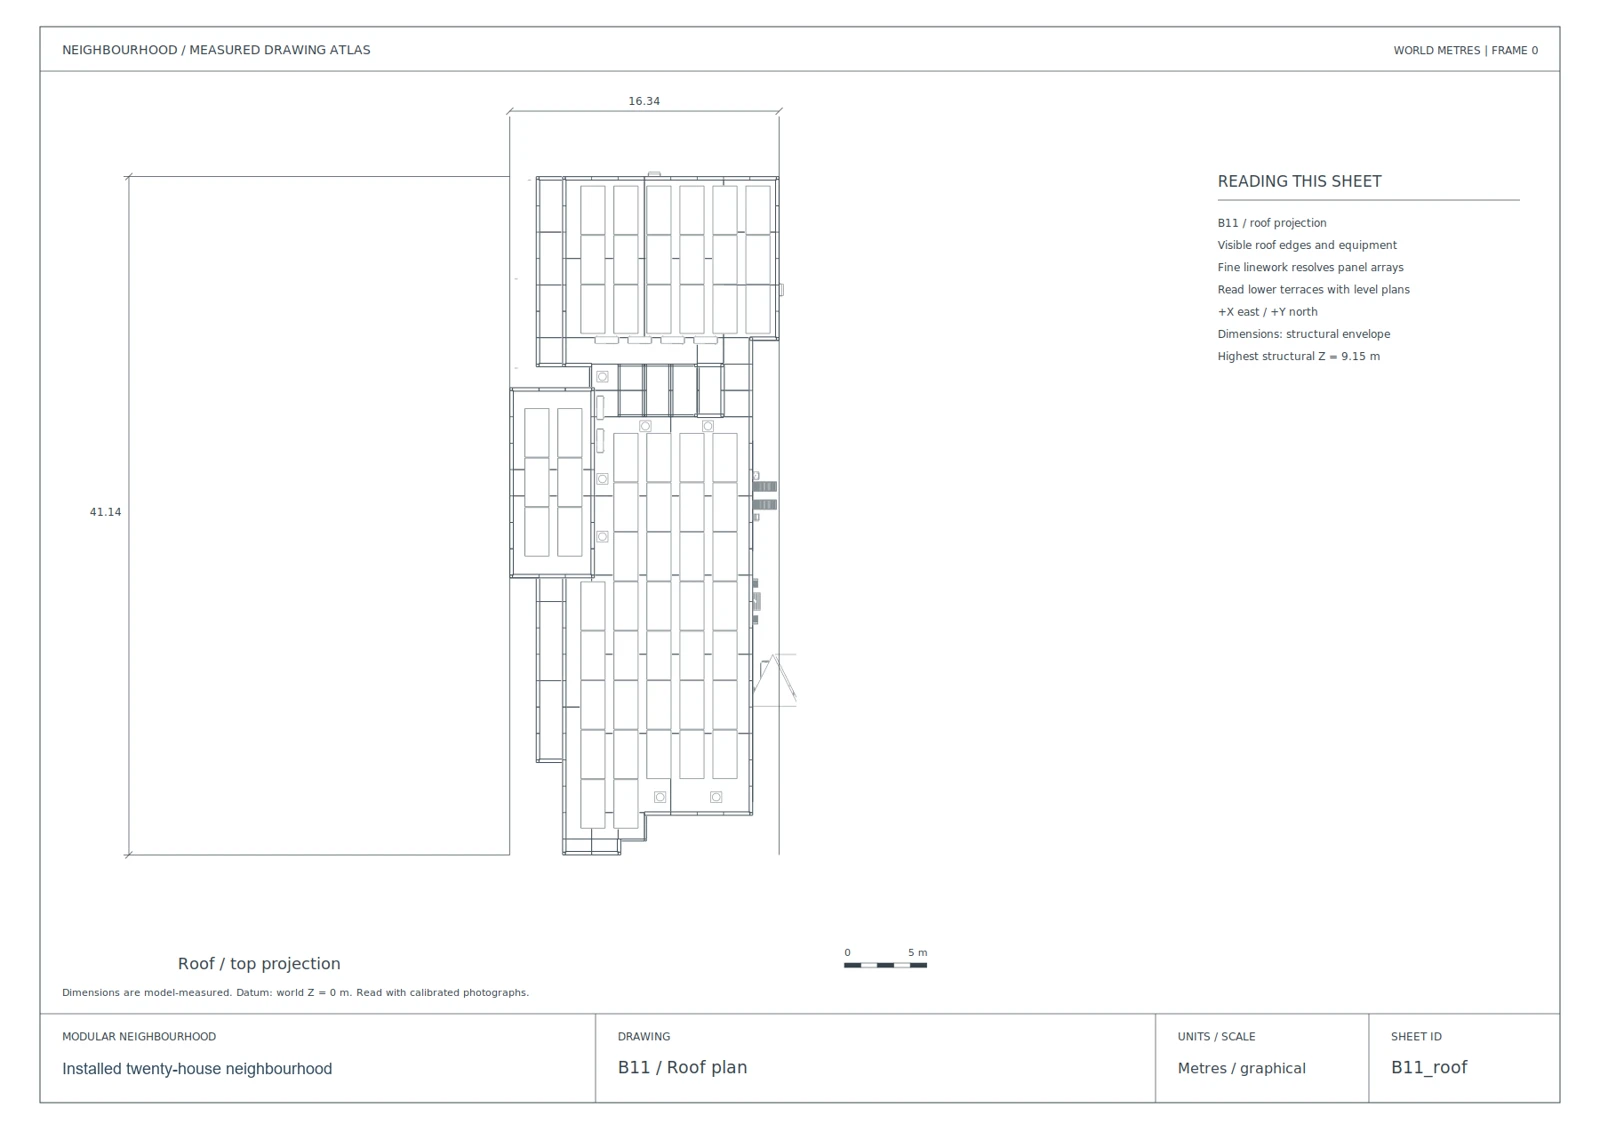 NEIGHBOURHOOD / MEASURED DRAWING ATLAS
WORLD METRES | FRAME 0
16.34
READING THIS SHEET
B11 / roof projection
Visible roof edges and equipment
Fine linework resolves panel arrays
Read lower terraces with level plans
+X east / +Y north
Dimensions: structural envelope
Highest structural Z = 9.15 m
41.14
0 5 m
Roof / top projection
Dimensions are model-measured. Datum: world Z = 0 m. Read with calibrated photographs.
MODULAR NEIGHBOURHOOD
Installed twenty-house neighbourhood
DRAWING
B11 / Roof plan
UNITS / SCALE
Metres / graphical
SHEET ID
B11_roof